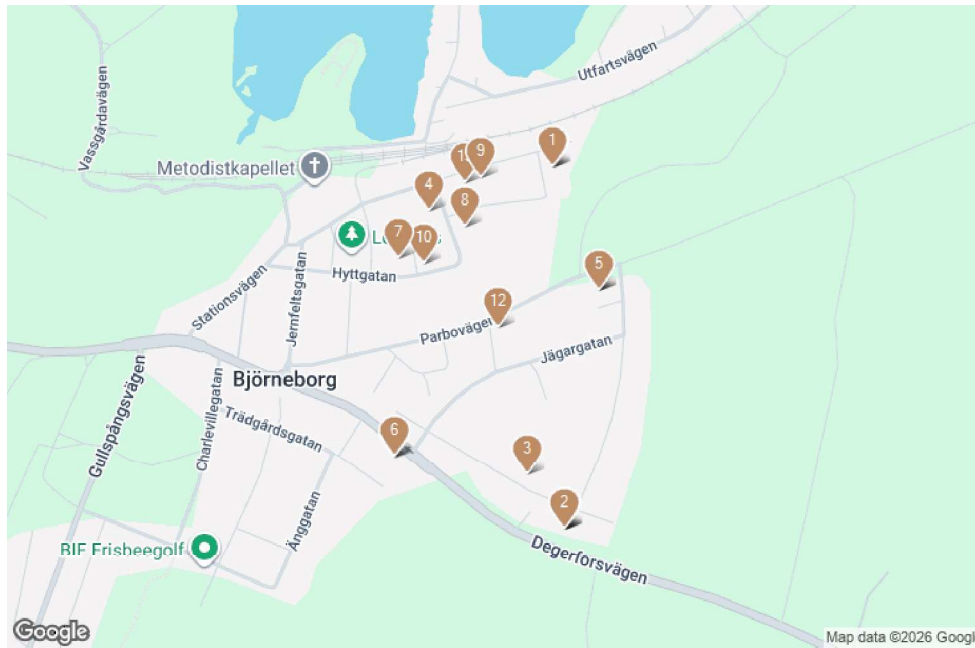 Utfartsvägen
Vassgårdavägen
1
9
Metodistkapellet
4
8
7
10
Hyttgatan
5
Stationsvägen
Jernfeltsgatan
12
Parbovägen
Jägargatan
Björneborg
Gullspångsvägen
Charlevillegatan
Trädgårdsgatan
6
3
2
Änggatan
BIF Frisbeegolf
Degerforsvägen
Google
Map data ©2026 Google